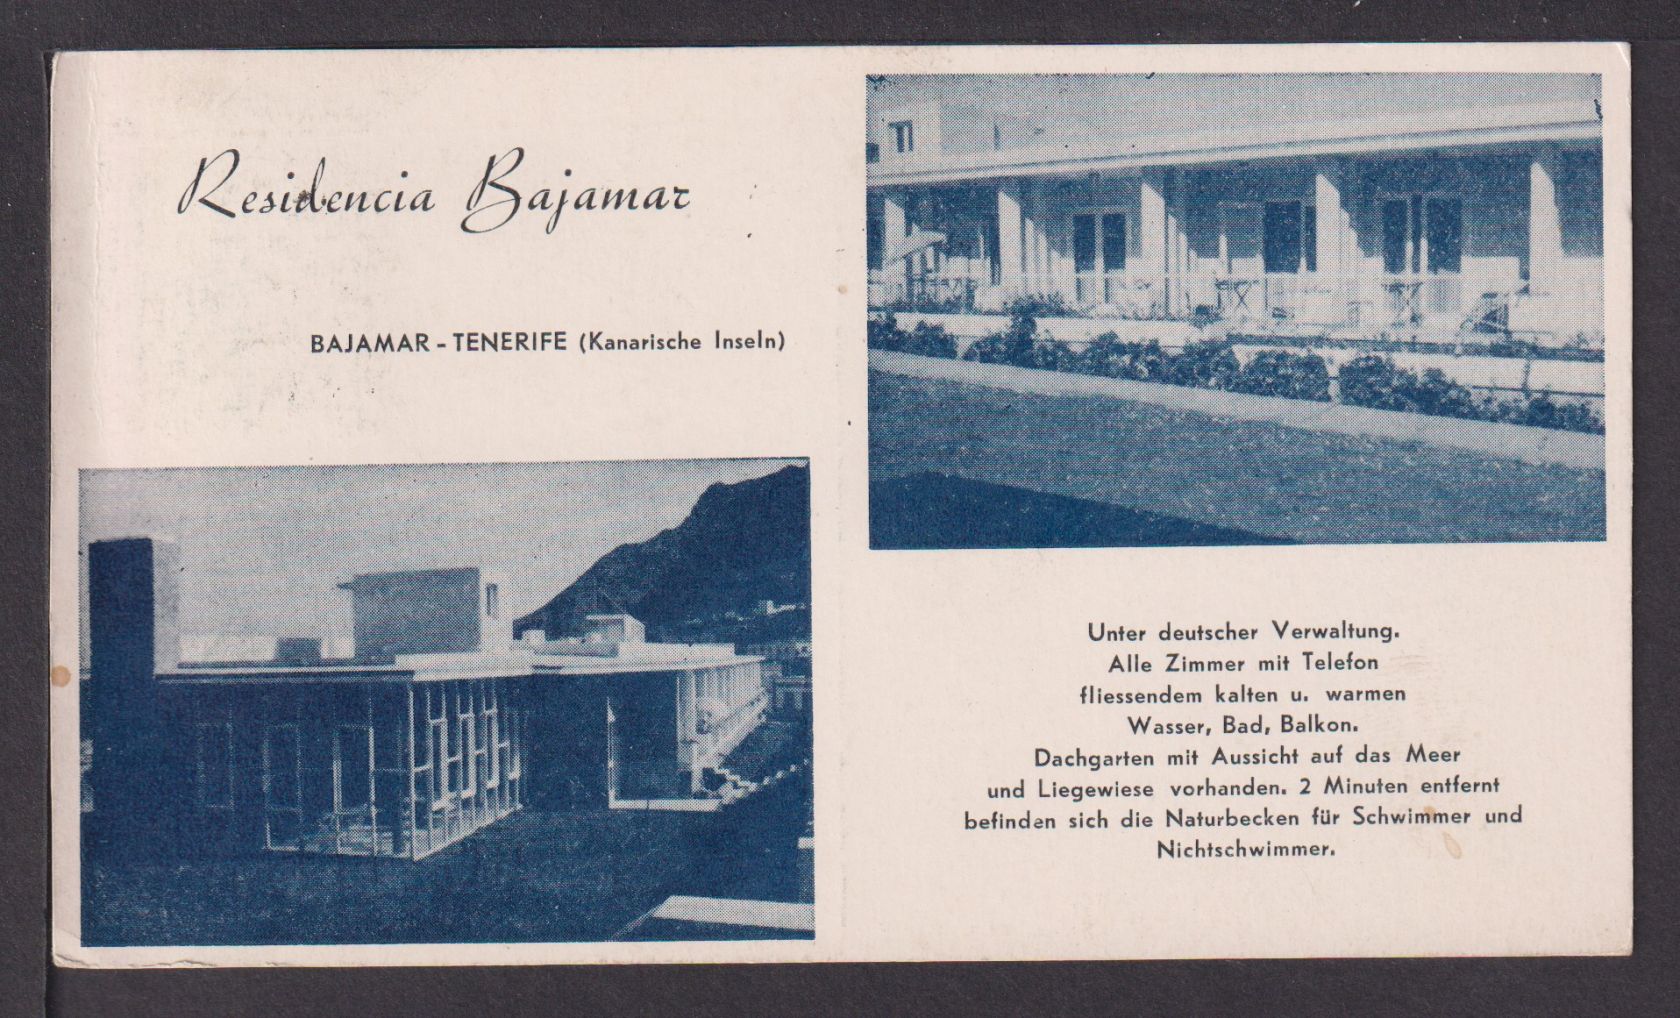 Residencia Bajamar
BAJAMAR - TENERIFE (Kanarische Inseln)
Unter deutscher Verwaltung.
Alle Zimmer mit Telefon
fliessendem kalten u. warmen
Wasser, Bad, Balkon.
Dachgarten mit Aussicht auf das Meer
und Liegewiese vorhanden. 2 Minuten entfernt
befinden sich die Naturbecken für Schwimmer und
Nichtschwimmer.